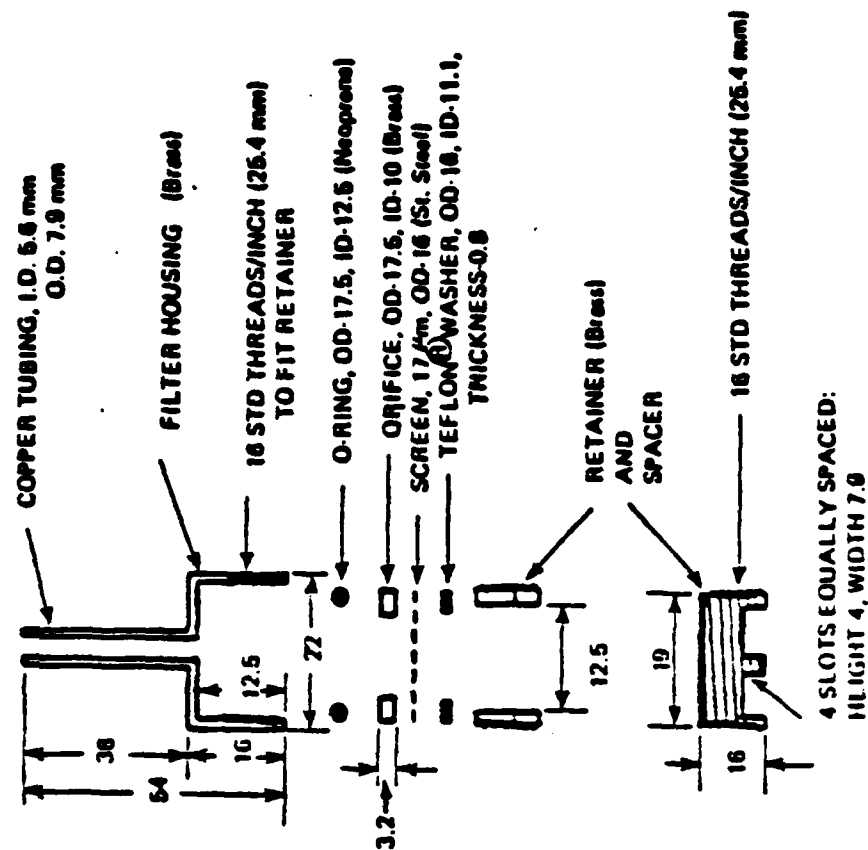 COPPER TUBING, I.D. 5.6 mm
O.D. 7.9 mm
FILTER HOUSING (Brass)
16 STD THREADS/INCH (25.4 mm)
TO FIT RETAINER
O-RING, OD-17.5, ID-12.5 (Neoprene)
ORIFICE, OD-17.5, ID-10 (Brass)
SCREEN, 17 µm, OD-16 (St. Steel)
TEFLON® WASHER, OD-16, ID-11.1,
THICKNESS-0.8
RETAINER (Brass)
AND
SPACER
16 STD THREADS/INCH (25.4 mm)
4 SLOTS EQUALLY SPACED:
HEIGHT 4, WIDTH 7.9
54
38
16
12.5
22
3.2
12.5
19
16